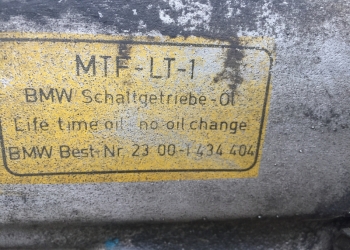 MTF-LT-1
BMW Schaltgetriebe-Öl
Life time oil: no oil change
BMW Best-Nr. 23 00-1 434 404